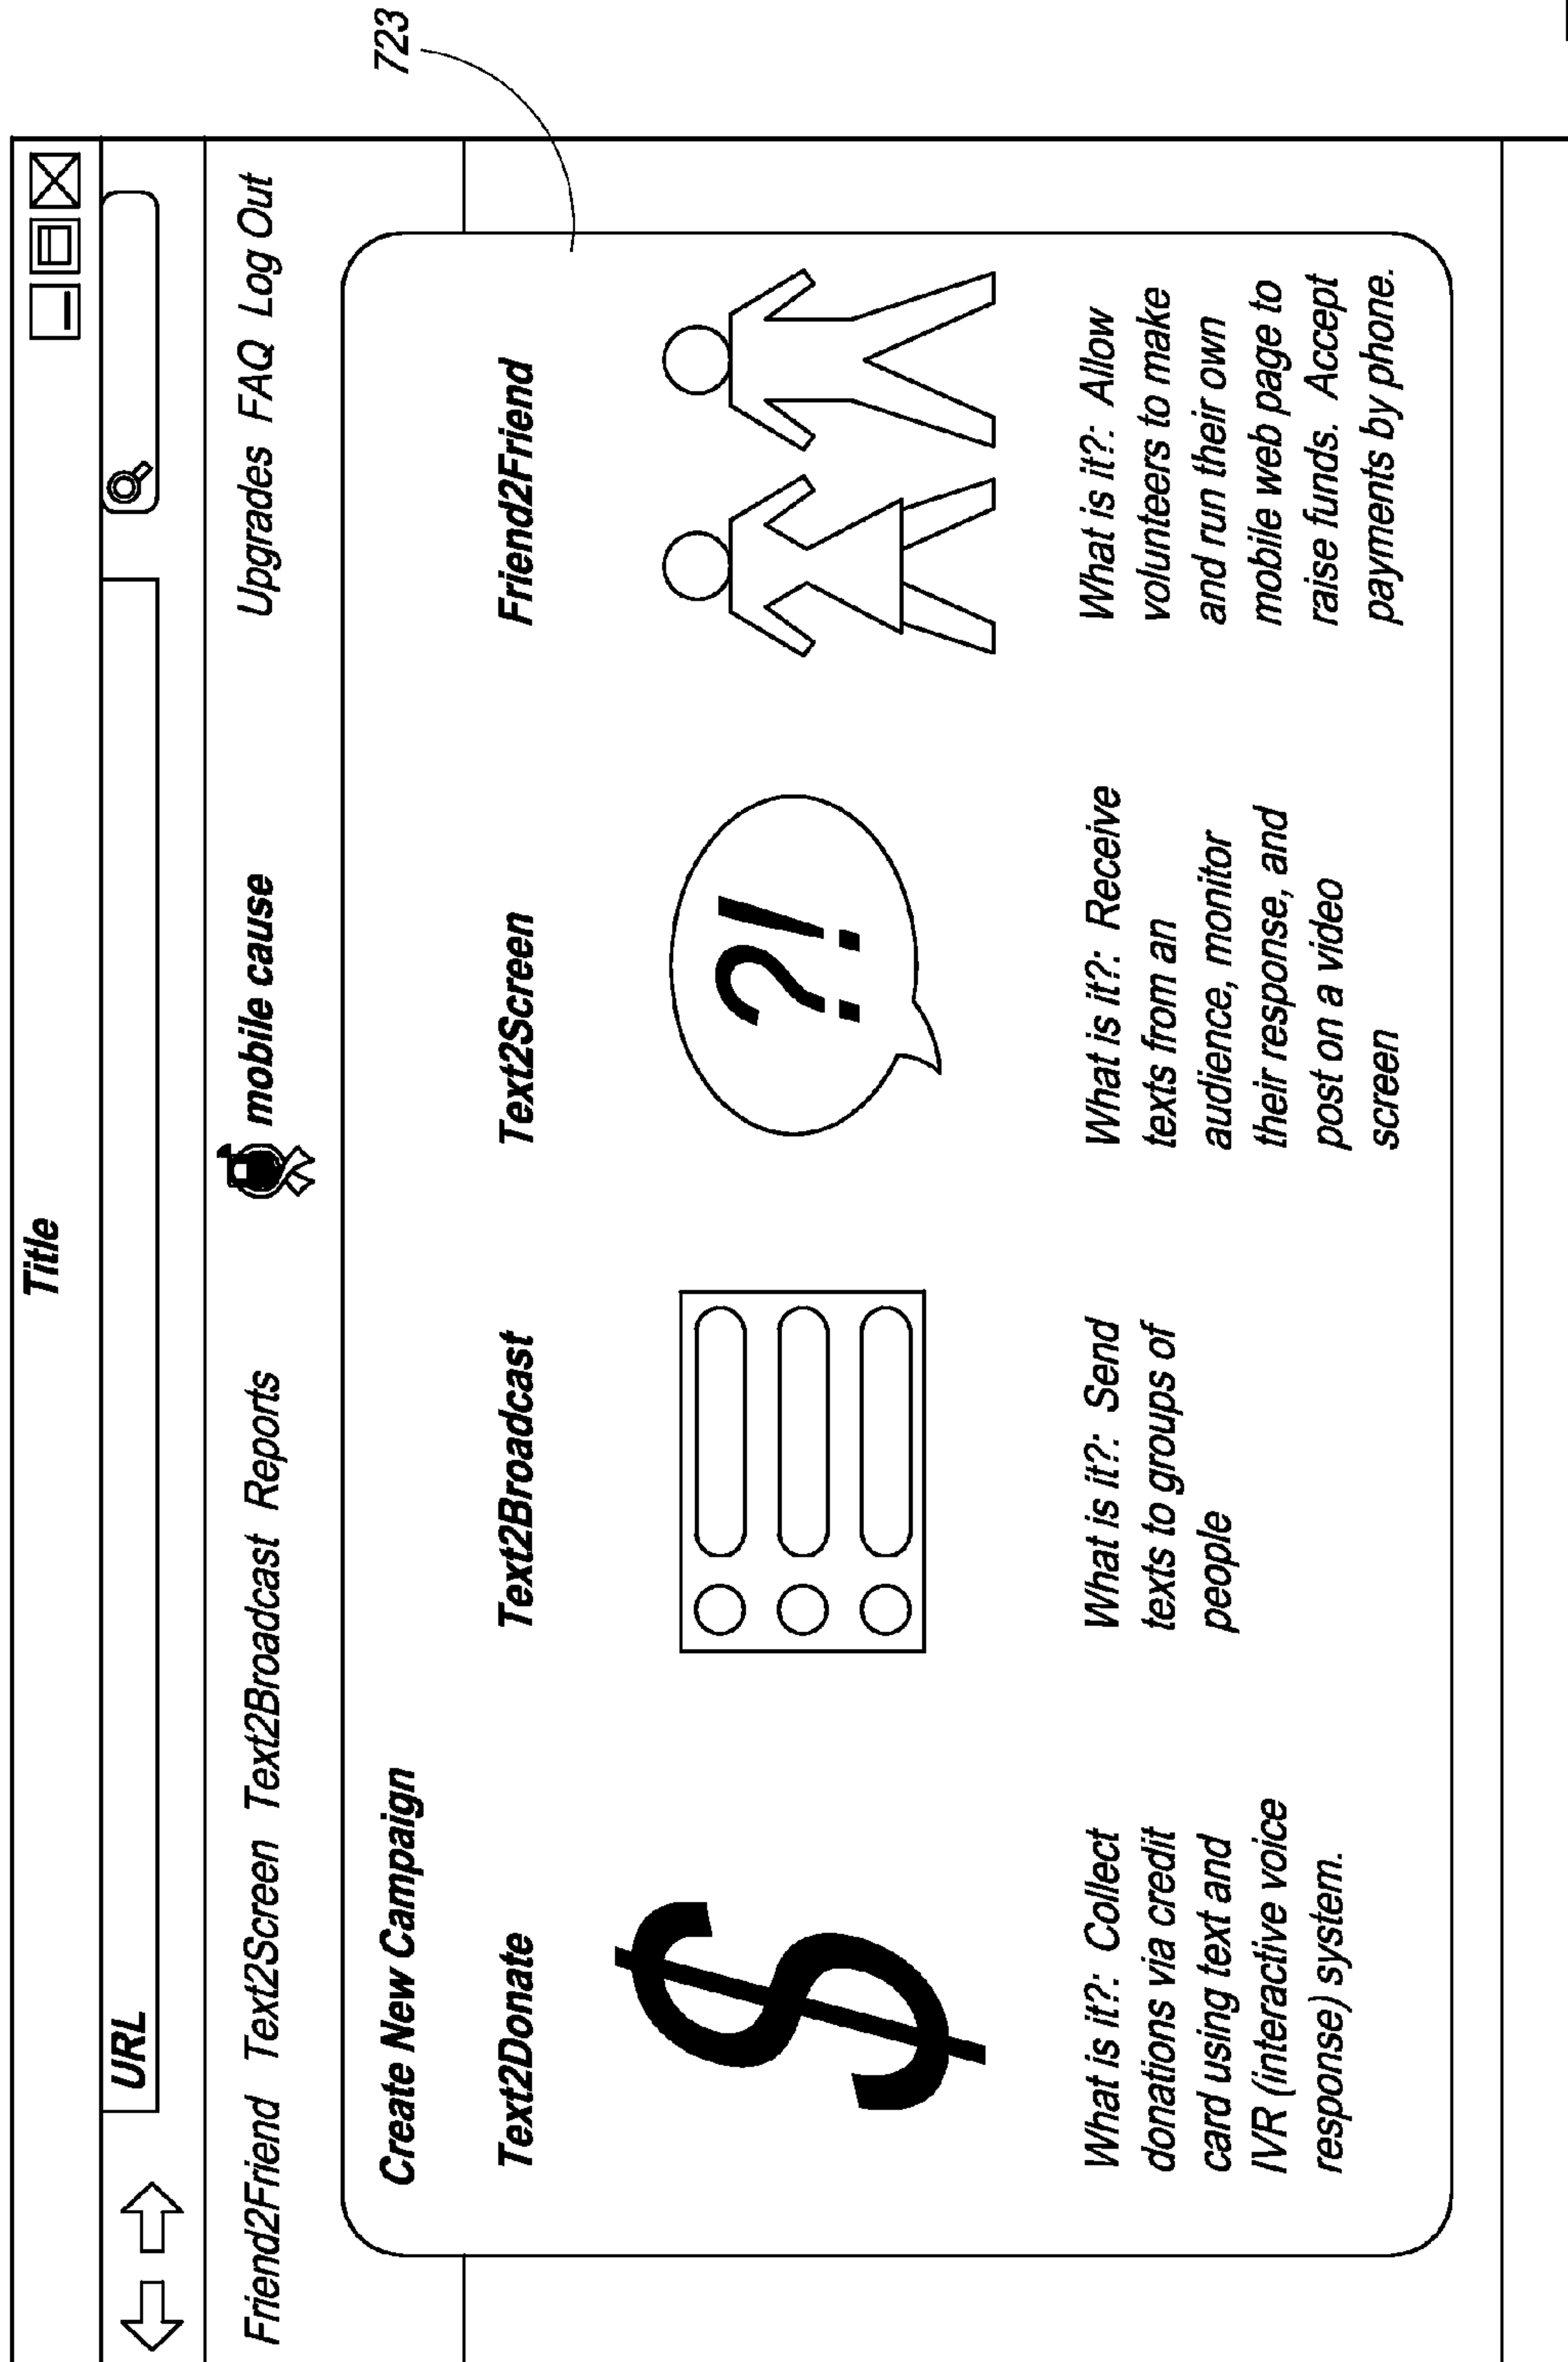 Title
URL
Friend2Friend Text2Screen Text2Broadcast Reports mobile cause Upgrades FAQ Log Out
723
Create New Campaign
Text2Donate
What is it?: Collect
donations via credit
card using text and
IVR (interactive voice
response) system.
Text2Broadcast
What is it?: Send
texts to groups of
people
Text2Screen
?!
What is it?: Receive
texts from an
audience, monitor
their response, and
post on a video
screen
Friend2Friend
What is it?: Allow
volunteers to make
and run their own
mobile web page to
raise funds. Accept
payments by phone.
$